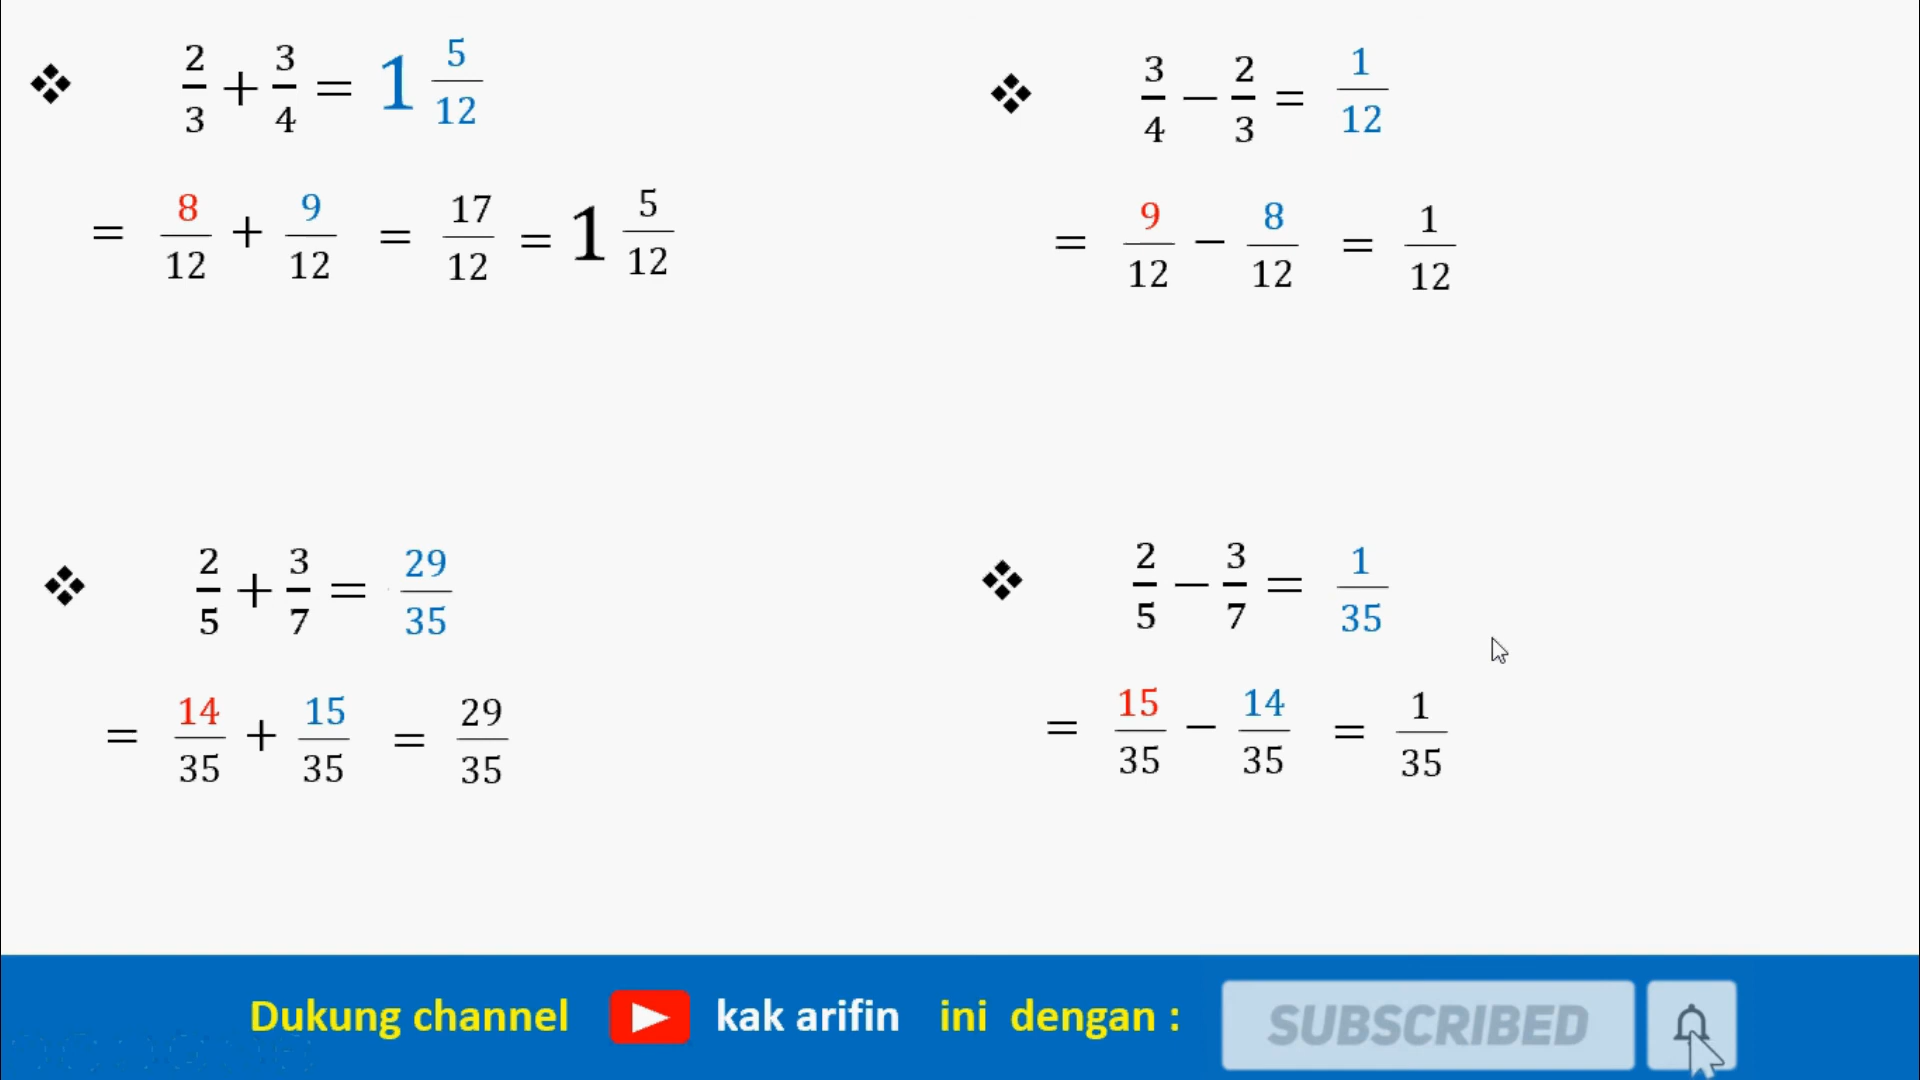 ❖ 2/3 + 3/4 = 1 5/12
= 8/12 + 9/12 = 17/12 = 1 5/12
❖ 3/4 − 2/3 = 1/12
= 9/12 − 8/12 = 1/12
❖ 2/5 + 3/7 = 29/35
= 14/35 + 15/35 = 29/35
❖ 2/5 − 3/7 = 1/35
= 15/35 − 14/35 = 1/35
Dukung channel kak arifin ini dengan : SUBSCRIBED